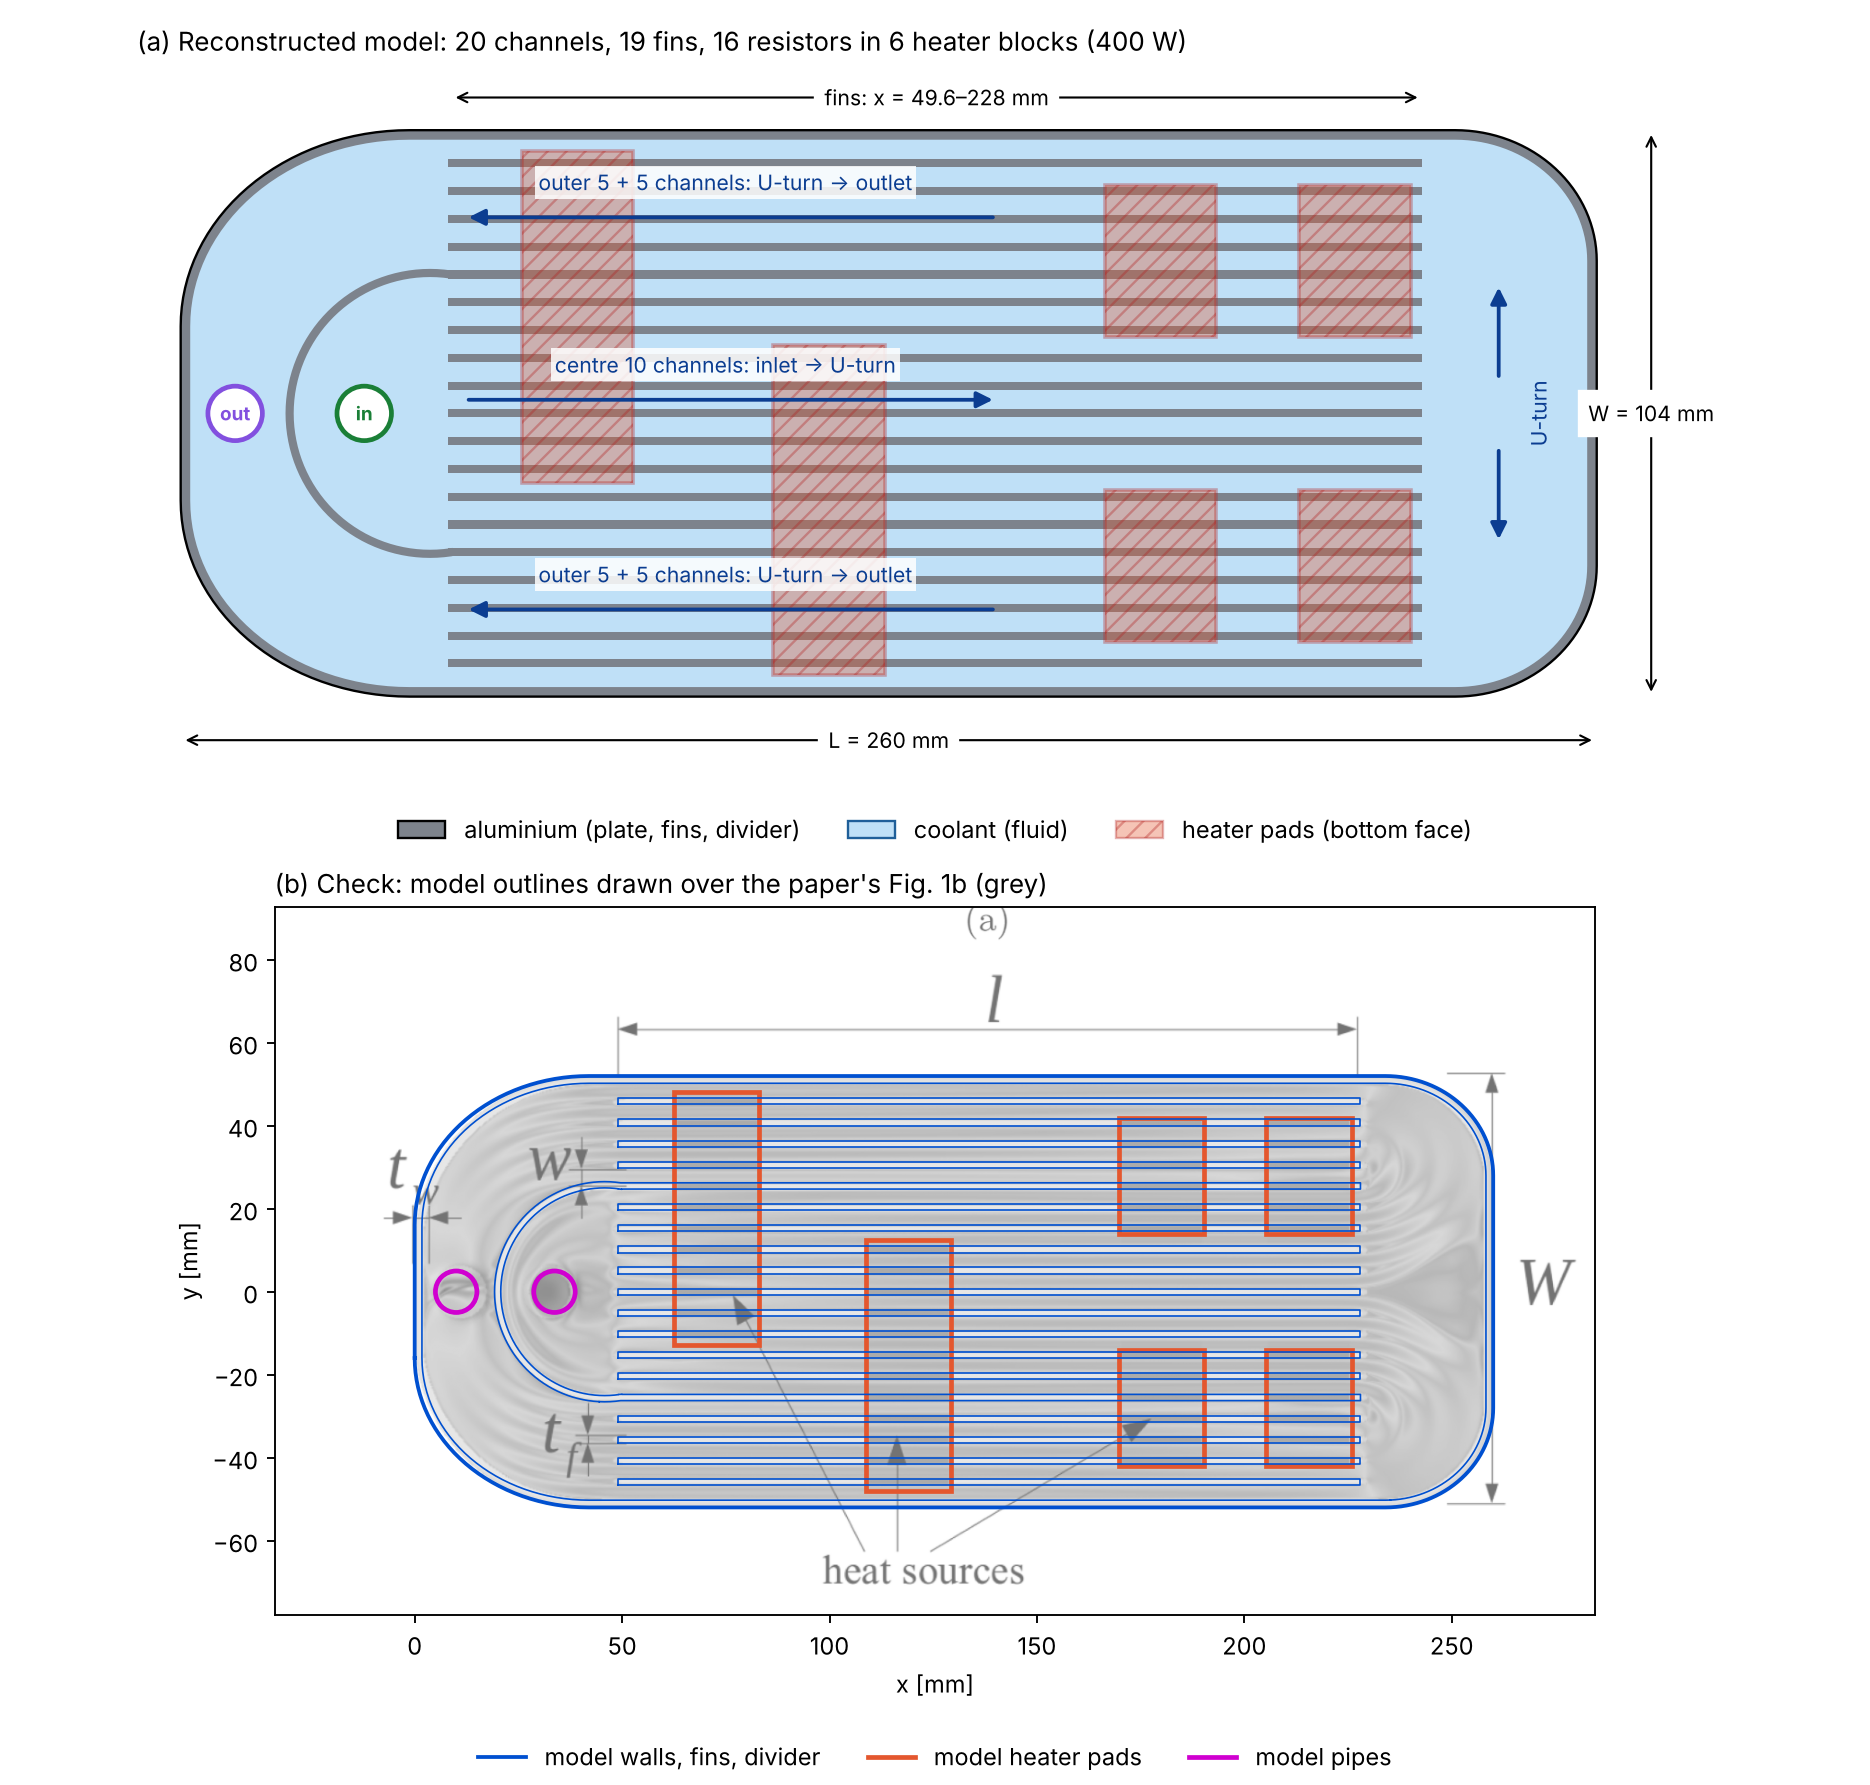 (a) Reconstructed model: 20 channels, 19 fins, 16 resistors in 6 heater blocks (400 W)
fins: x = 49.6–228 mm
outer 5 + 5 channels: U-turn → outlet
centre 10 channels: inlet → U-turn
out
in
U-turn
W = 104 mm
outer 5 + 5 channels: U-turn → outlet
L = 260 mm
aluminium (plate, fins, divider)
coolant (fluid)
heater pads (bottom face)
(b) Check: model outlines drawn over the paper's Fig. 1b (grey)
(a)
l
t w
w
W
t f
heat sources
y [mm]
80
60
40
20
0
−20
−40
−60
0
50
100
150
200
250
x [mm]
model walls, fins, divider
model heater pads
model pipes